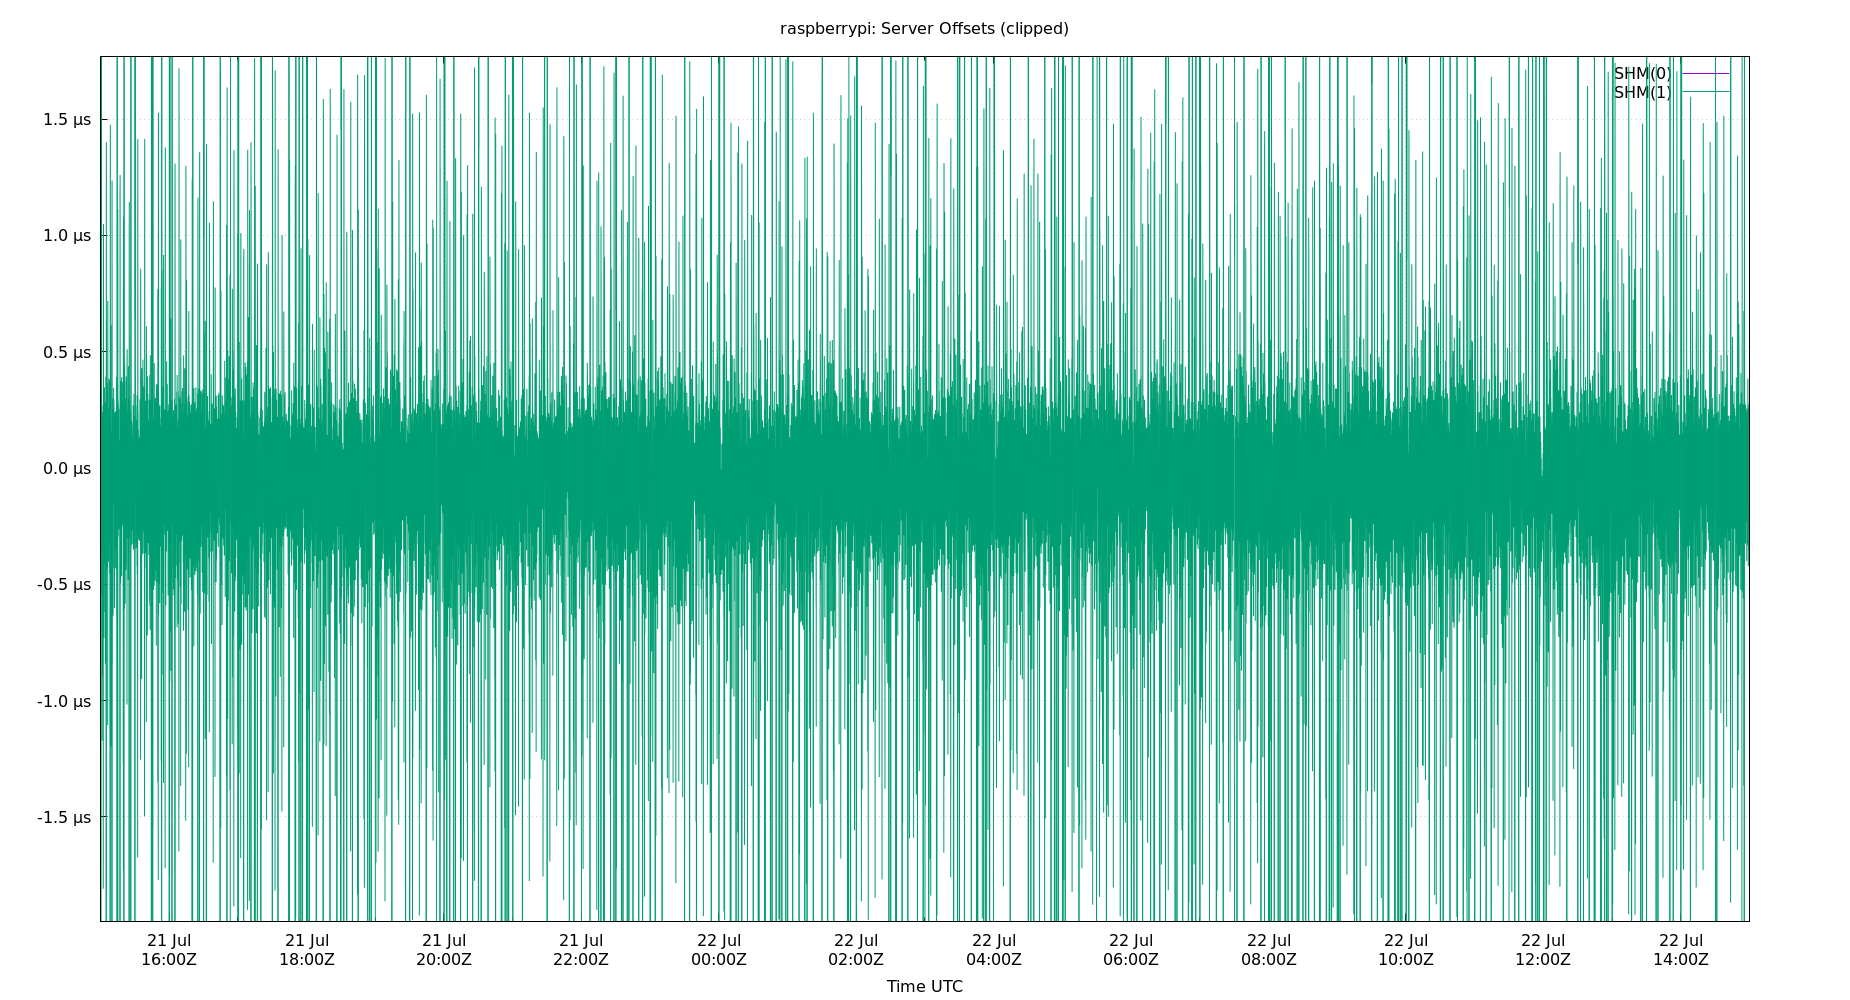 raspberrypi: Server Offsets (clipped)
SHM(0)
SHM(1)
1.5 µs
1.0 µs
0.5 µs
0.0 µs
-0.5 µs
-1.0 µs
-1.5 µs
21 Jul 21 Jul 21 Jul 21 Jul 22 Jul 22 Jul 22 Jul 22 Jul 22 Jul 22 Jul 22 Jul 22 Jul
16:00Z 18:00Z 20:00Z 22:00Z 00:00Z 02:00Z 04:00Z 06:00Z 08:00Z 10:00Z 12:00Z 14:00Z
Time UTC